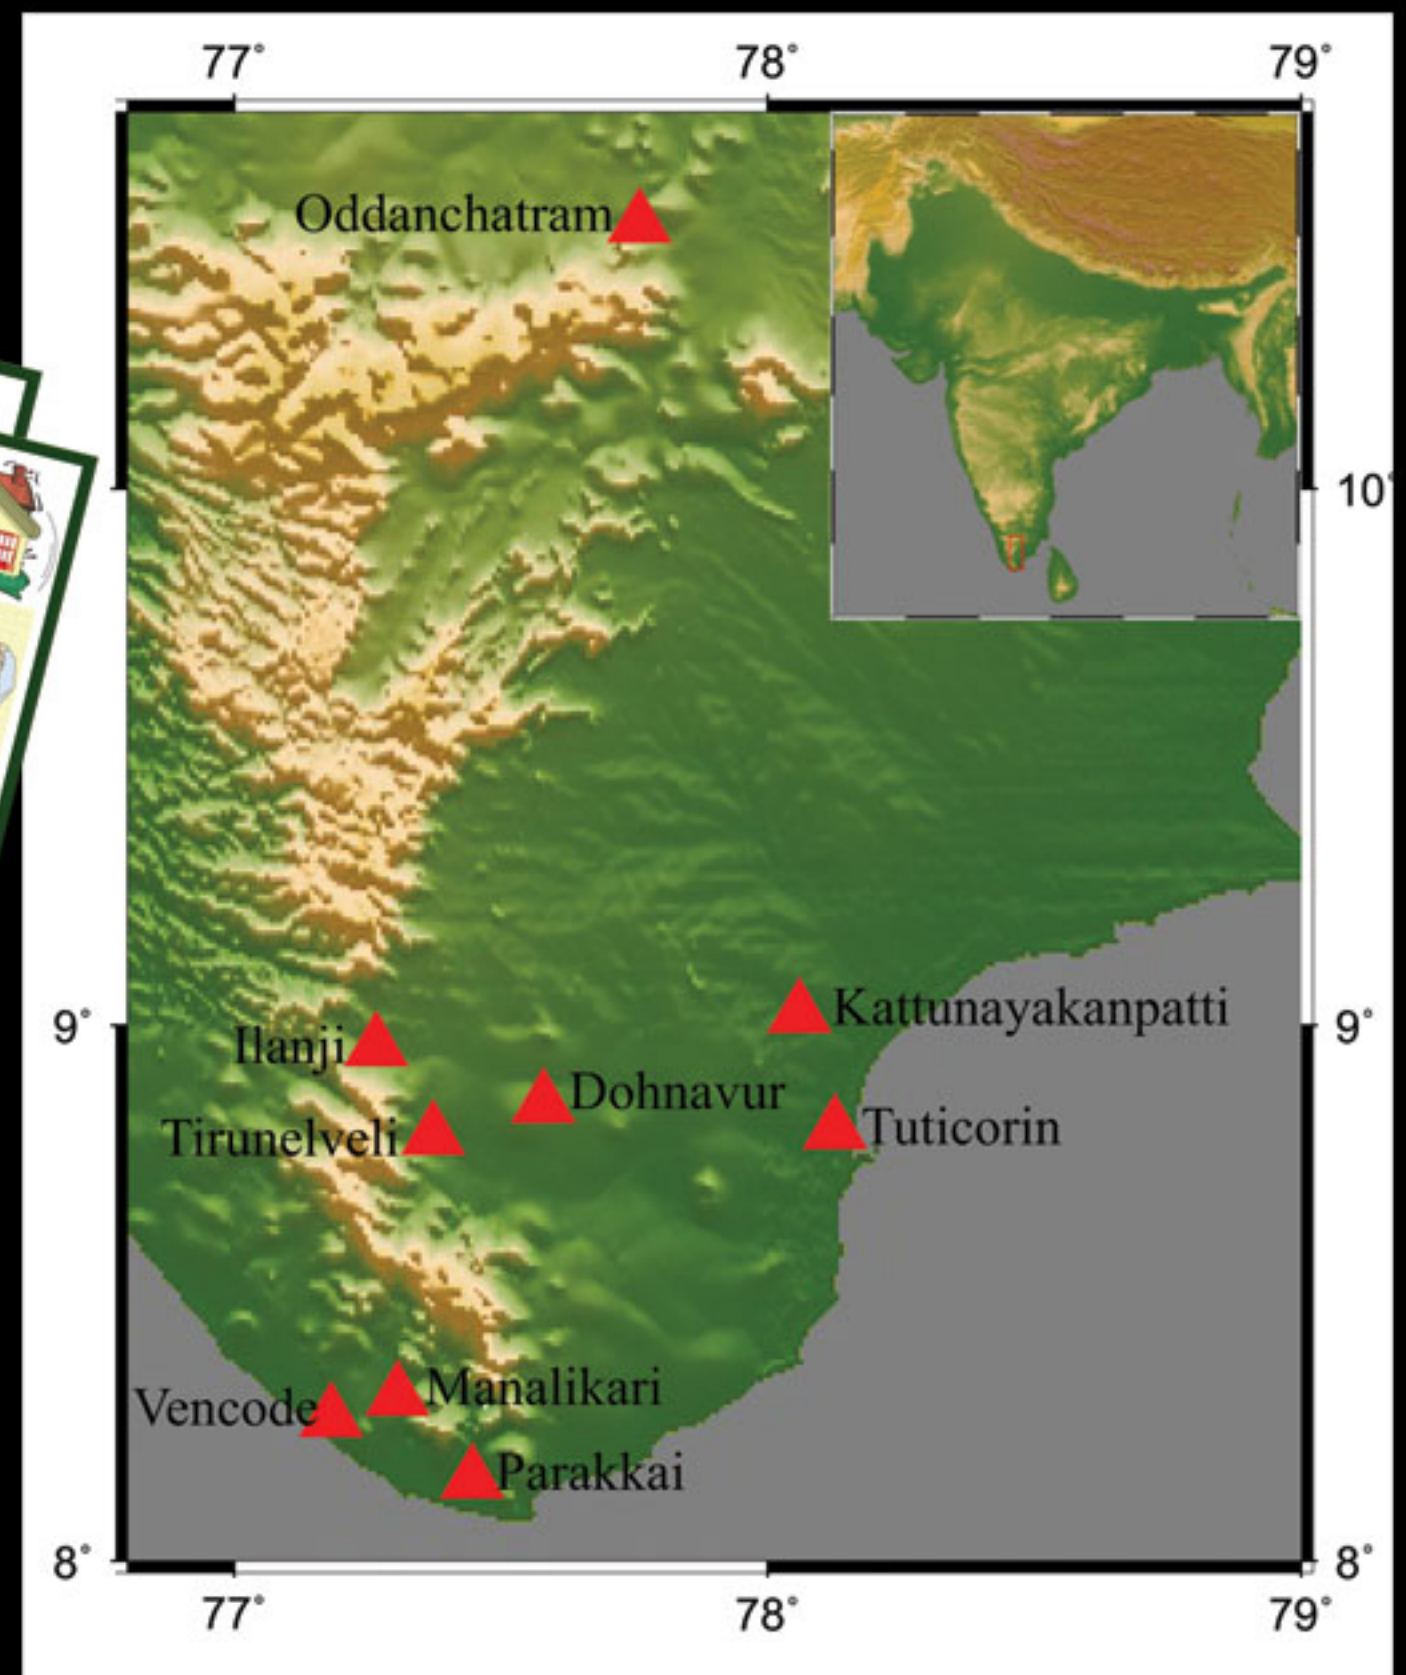 77° 78° 79°
Oddanchatram
10°
9° 9°
Kattunayakanpatti
Ilanji
Dohnavur
Tirunelveli
Tuticorin
Manalikari
Vencode
Parakkai
8° 8°
77° 78° 79°